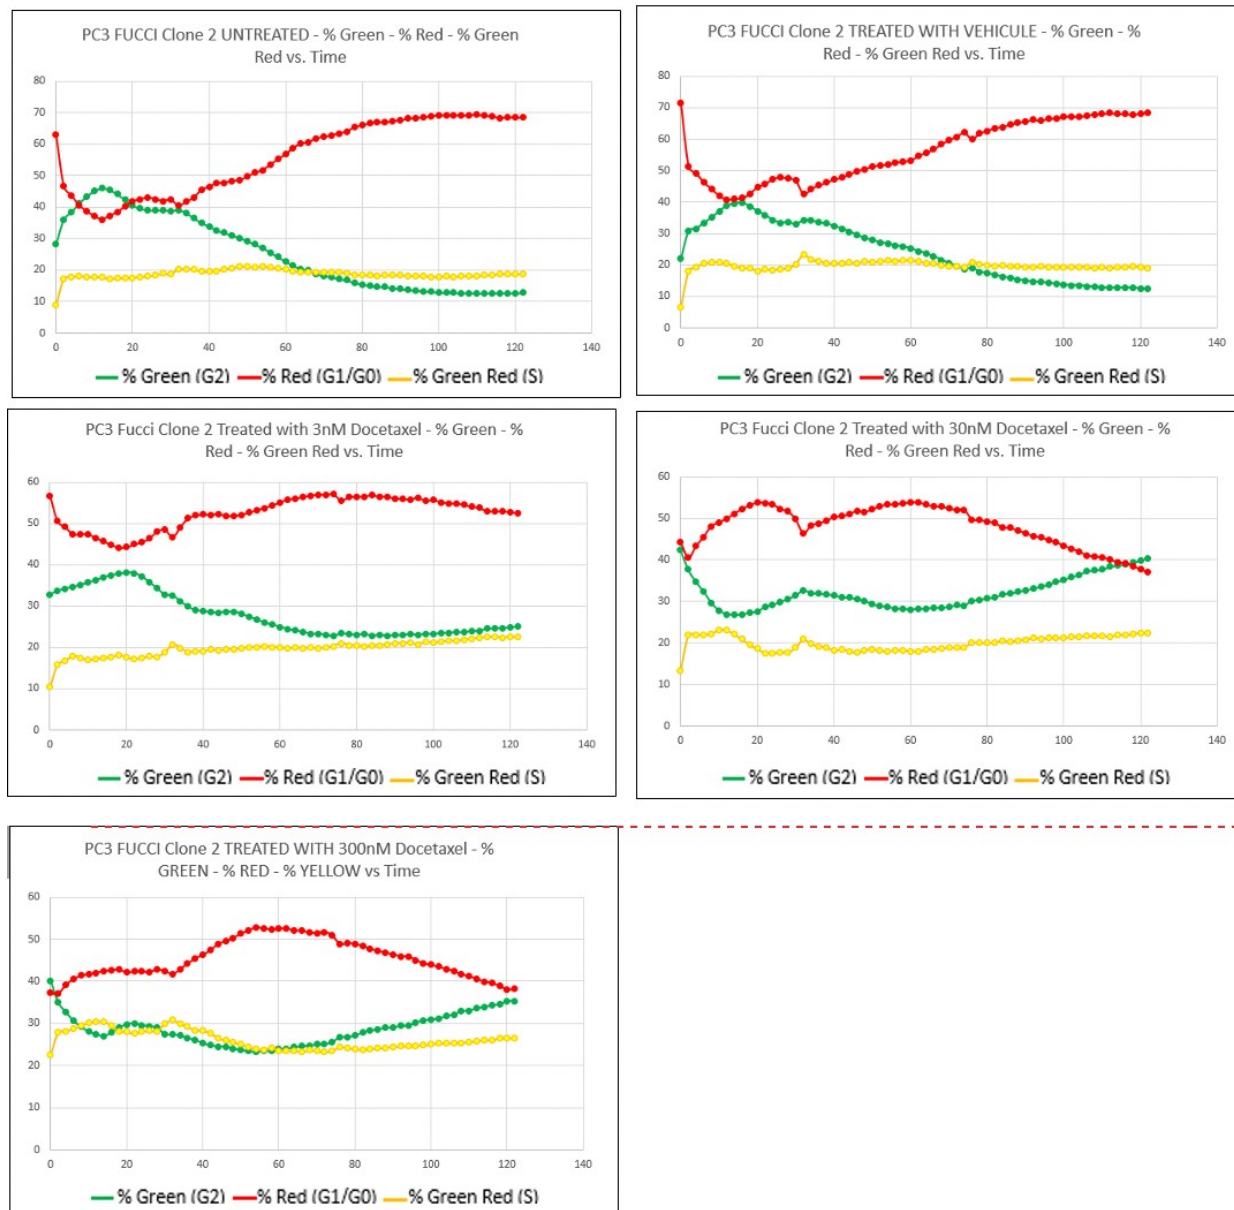 PC3 FUCCI Clone 2 UNTREATED - % Green - % Red - % Green
Red vs. Time
80
70
60
50
40
30
20
10
0
0 20 40 60 80 100 120 140
% Green (G2) % Red (G1/G0) % Green Red (S)
PC3 FUCCI Clone 2 TREATED WITH VEHICULE - % Green - %
Red - % Green Red vs. Time
80
70
60
50
40
30
20
10
0
0 20 40 60 80 100 120 140
% Green (G2) % Red (G1/G0) % Green Red (S)
PC3 Fucci Clone 2 Treated with 3nM Docetaxel - % Green - %
Red - % Green Red vs. Time
60
50
40
30
20
10
0
0 20 40 60 80 100 120 140
% Green (G2) % Red (G1/G0) % Green Red (S)
PC3 Fucci Clone 2 Treated with 30nM Docetaxel - % Green - %
Red - % Green Red vs. Time
60
50
40
30
20
10
0
0 20 40 60 80 100 120 140
% Green (G2) % Red (G1/G0) % Green Red (S)
PC3 FUCCI Clone 2 TREATED WITH 300nM Docetaxel - %
GREEN - % RED - % YELLOW vs Time
60
50
40
30
20
10
0
0 20 40 60 80 100 120 140
% Green (G2) % Red (G1/G0) % Green Red (S)